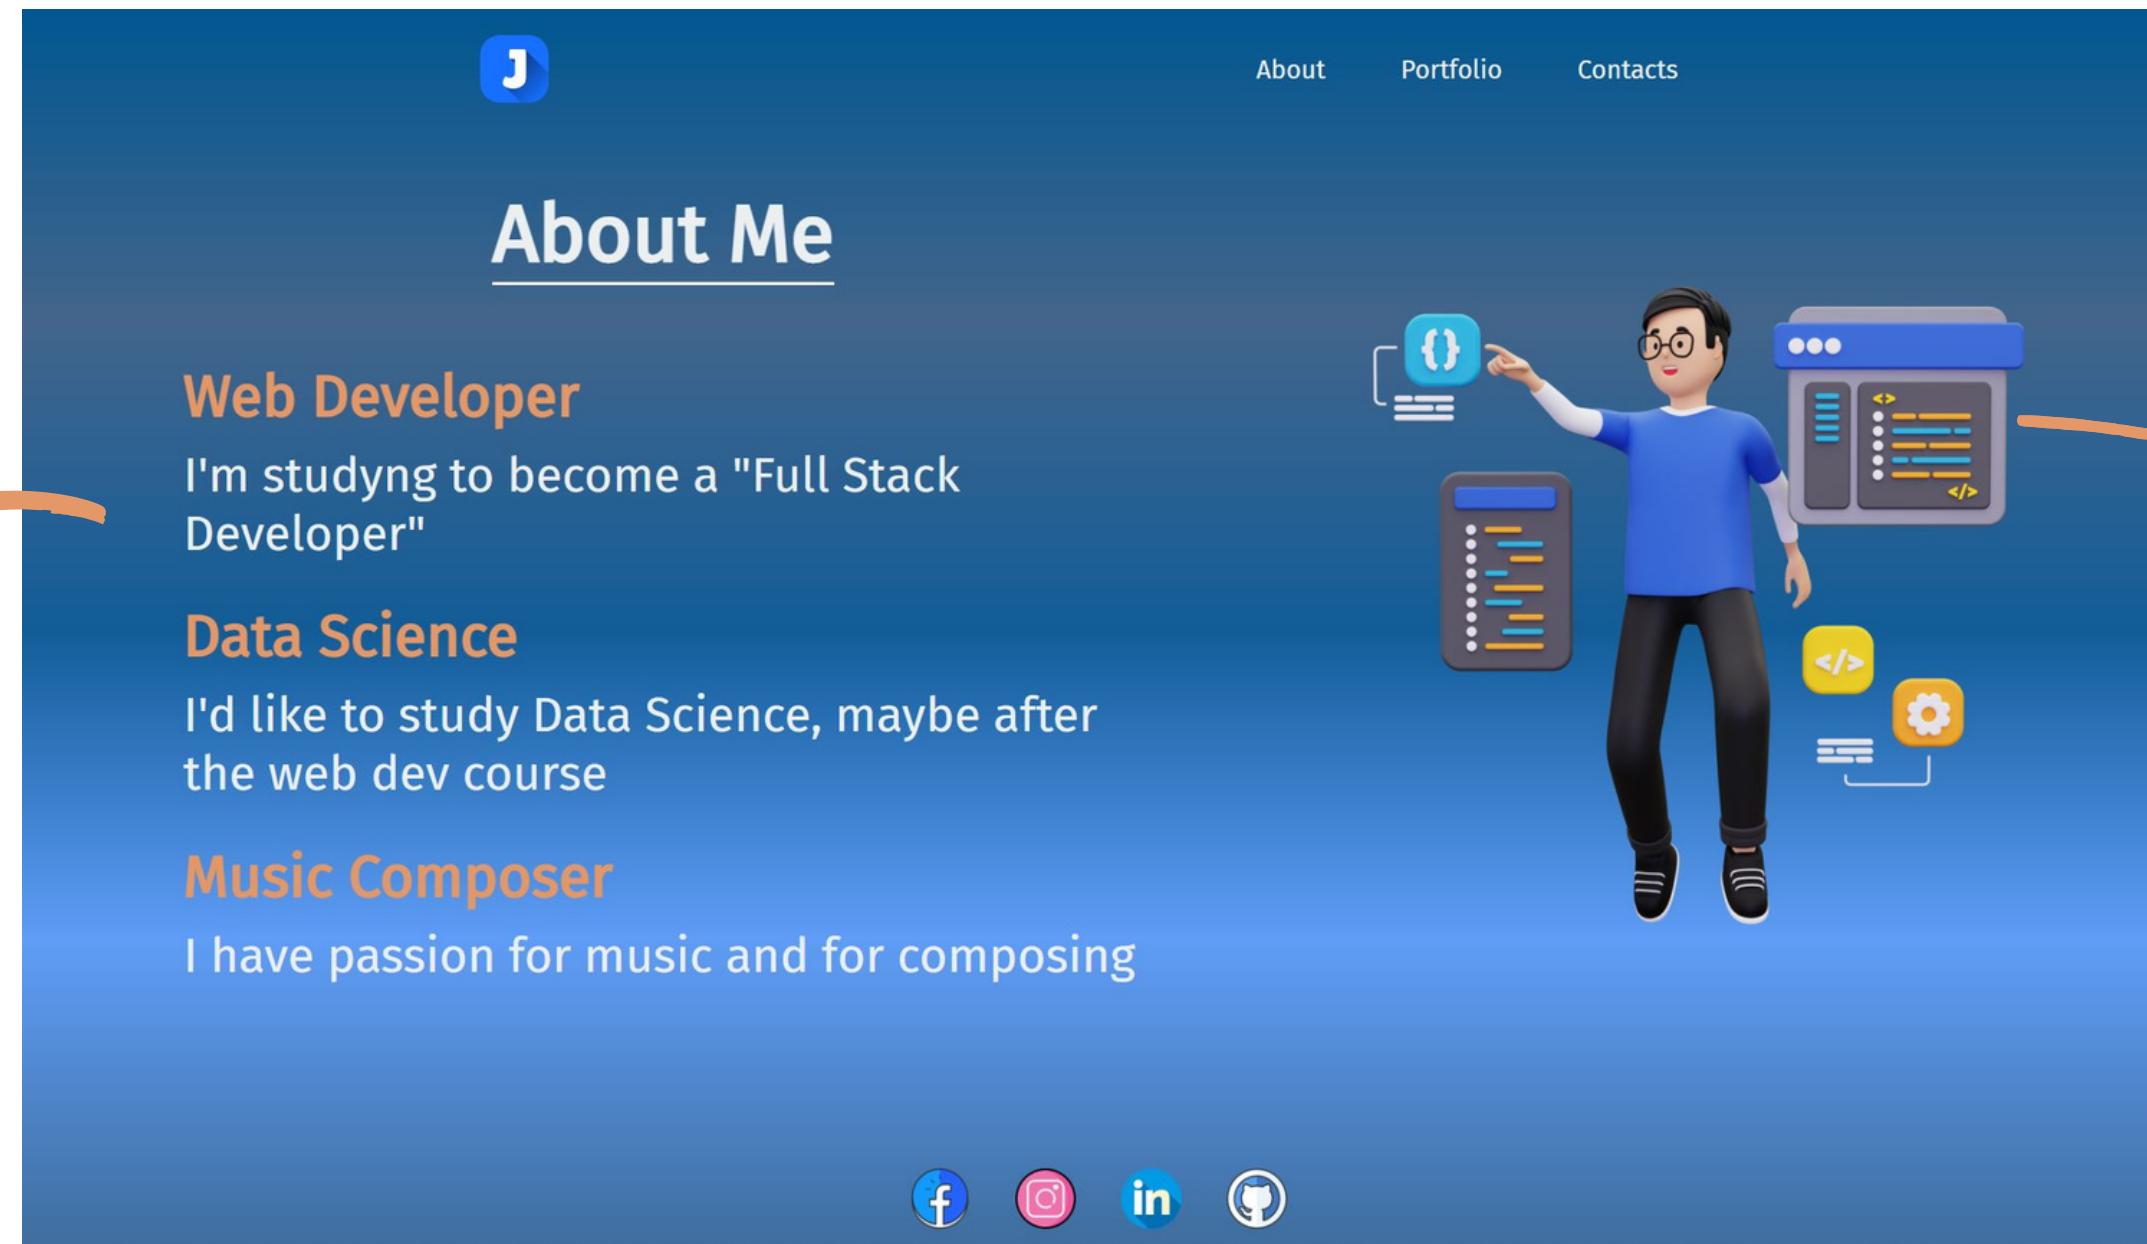 J
About Portfolio Contacts
About Me
Web Developer
I'm studyng to become a "Full Stack
Developer"
Data Science
I'd like to study Data Science, maybe after
the web dev course
Music Composer
I have passion for music and for composing
{}
<>
</>
</>
f
in